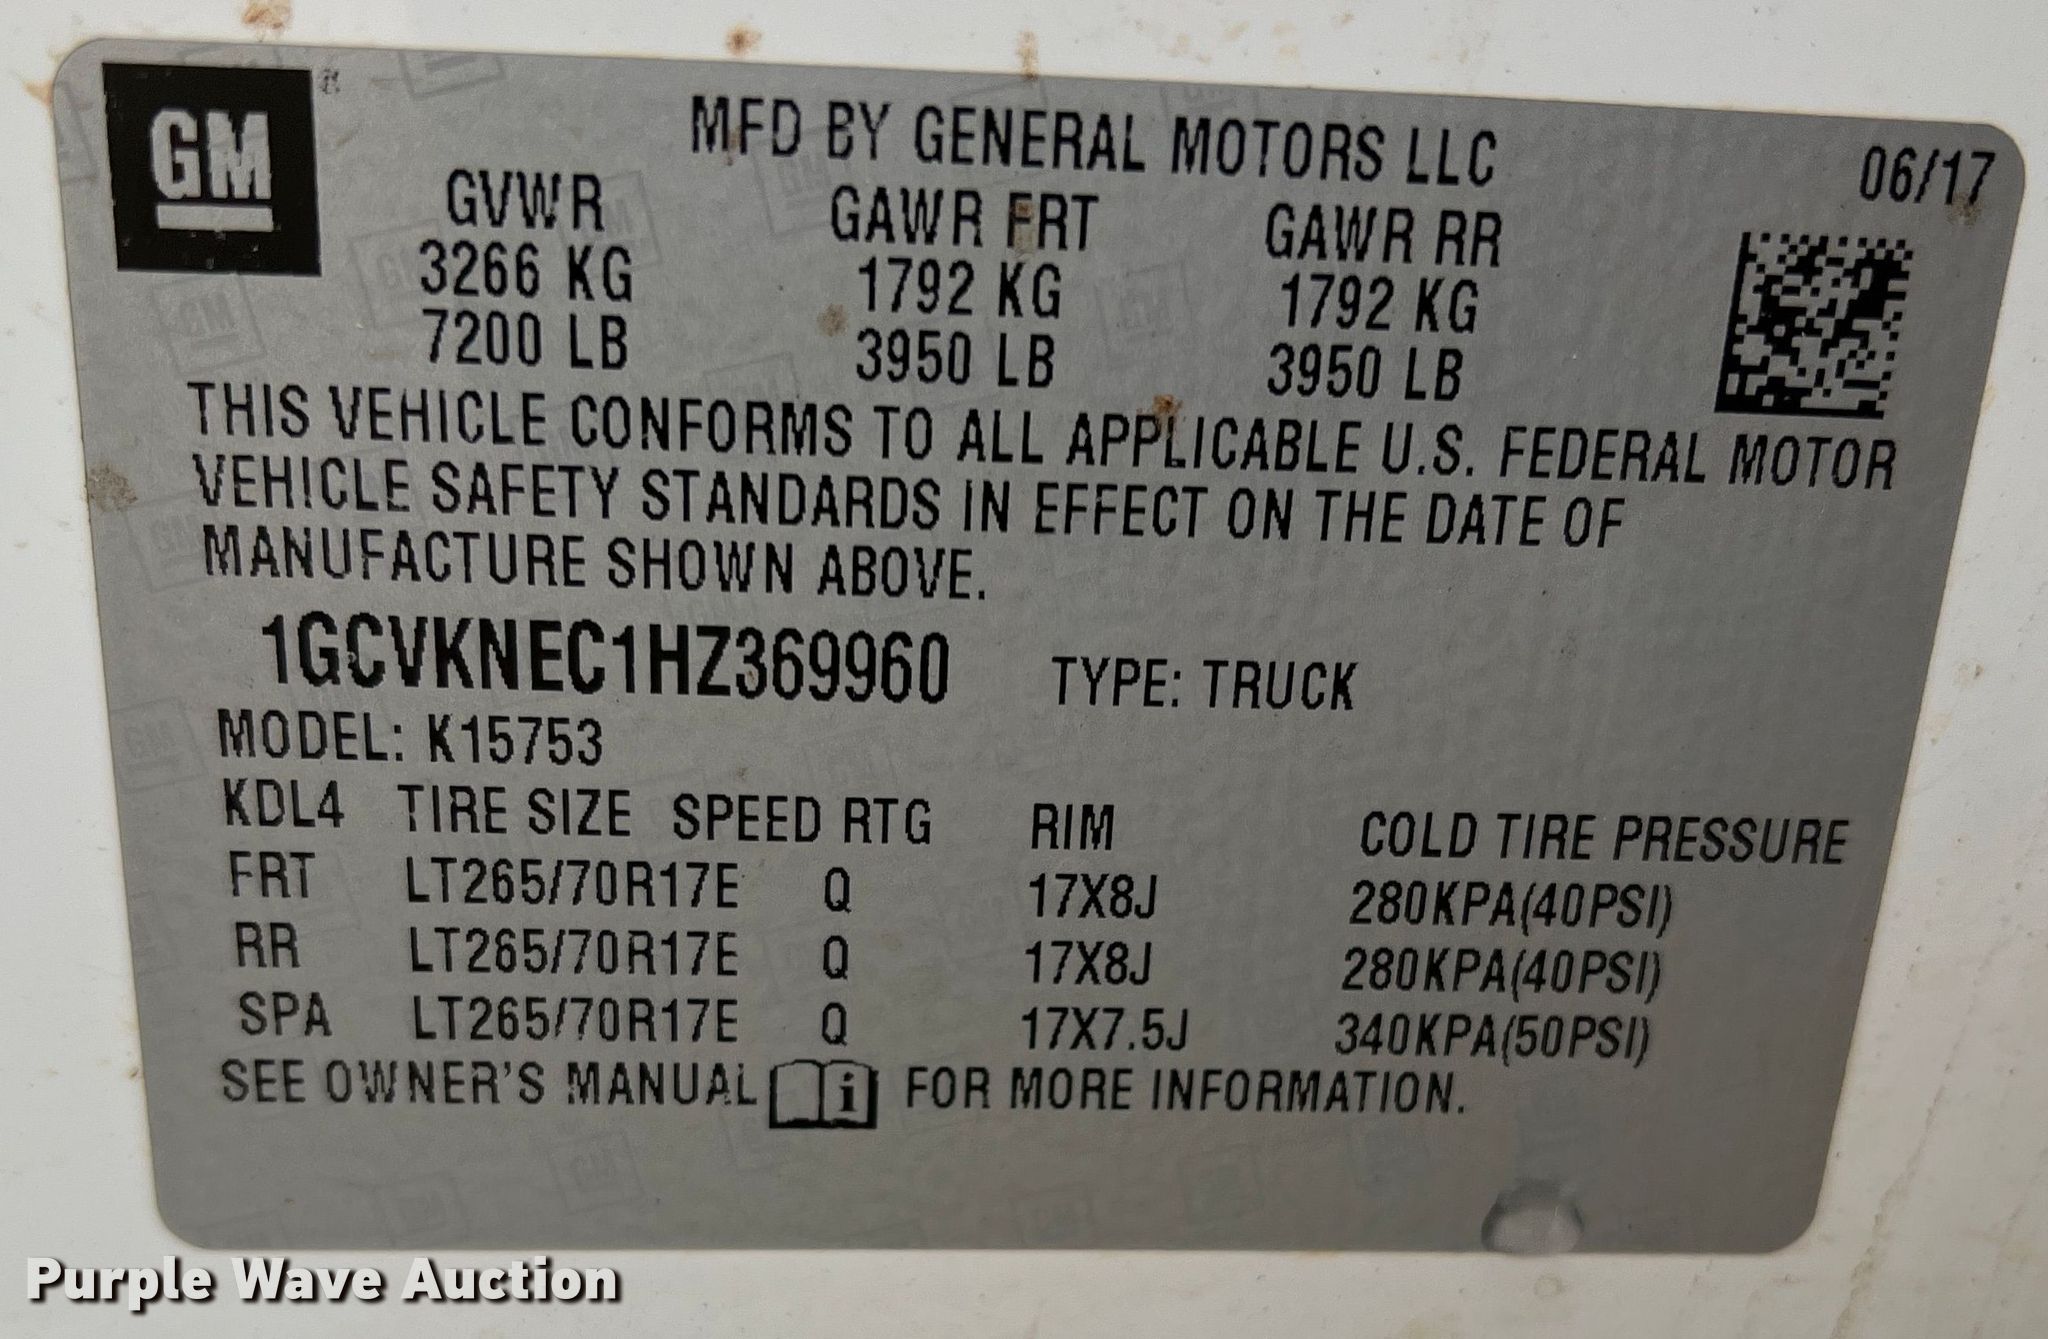 GM
MFD BY GENERAL MOTORS LLC
06/17
GVWR GAWR FRT GAWR RR
3266 KG 1792 KG 1792 KG
7200 LB 3950 LB 3950 LB
THIS VEHICLE CONFORMS TO ALL APPLICABLE U.S. FEDERAL MOTOR
VEHICLE SAFETY STANDARDS IN EFFECT ON THE DATE OF
MANUFACTURE SHOWN ABOVE.
1GCVKNEC1HZ369960 TYPE: TRUCK
MODEL: K15753
KDL4 TIRE SIZE SPEED RTG RIM COLD TIRE PRESSURE
FRT LT265/70R17E Q 17X8J 280KPA(40PSI)
RR LT265/70R17E Q 17X8J 280KPA(40PSI)
SPA LT265/70R17E Q 17X7.5J 340KPA(50PSI)
SEE OWNER'S MANUAL i FOR MORE INFORMATION.
Purple Wave Auction